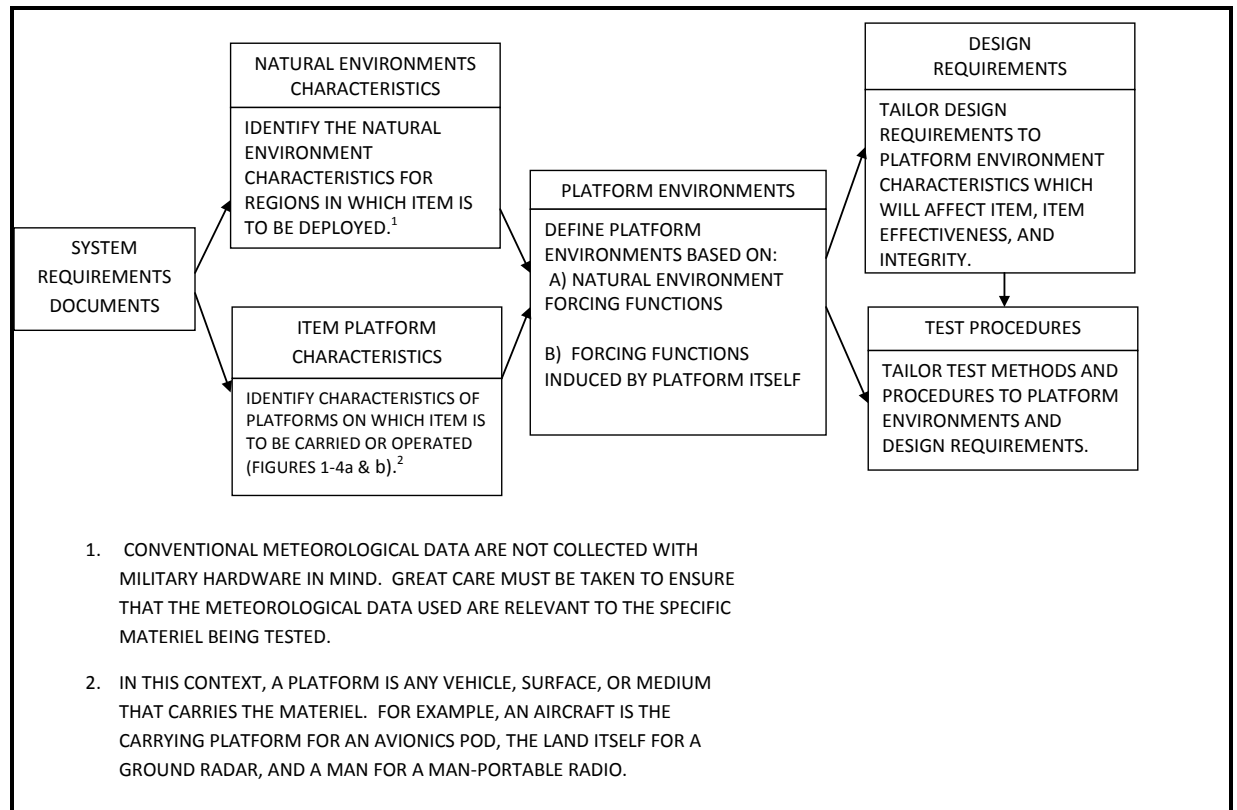 SYSTEM
REQUIREMENTS
DOCUMENTS
NATURAL ENVIRONMENTS
CHARACTERISTICS
IDENTIFY THE NATURAL
ENVIRONMENT
CHARACTERISTICS FOR
REGIONS IN WHICH ITEM IS
TO BE DEPLOYED.1
ITEM PLATFORM
CHARACTERISTICS
IDENTIFY CHARACTERISTICS OF
PLATFORMS ON WHICH ITEM IS
TO BE CARRIED OR OPERATED
(FIGURES 1-4a & b).2
PLATFORM ENVIRONMENTS
DEFINE PLATFORM
ENVIRONMENTS BASED ON:
A) NATURAL ENVIRONMENT
FORCING FUNCTIONS
B) FORCING FUNCTIONS
INDUCED BY PLATFORM ITSELF
DESIGN
REQUIREMENTS
TAILOR DESIGN
REQUIREMENTS TO
PLATFORM ENVIRONMENT
CHARACTERISTICS WHICH
WILL AFFECT ITEM, ITEM
EFFECTIVENESS, AND
INTEGRITY.
TEST PROCEDURES
TAILOR TEST METHODS AND
PROCEDURES TO PLATFORM
ENVIRONMENTS AND
DESIGN REQUIREMENTS.
1. CONVENTIONAL METEOROLOGICAL DATA ARE NOT COLLECTED WITH
MILITARY HARDWARE IN MIND. GREAT CARE MUST BE TAKEN TO ENSURE
THAT THE METEOROLOGICAL DATA USED ARE RELEVANT TO THE SPECIFIC
MATERIEL BEING TESTED.
2. IN THIS CONTEXT, A PLATFORM IS ANY VEHICLE, SURFACE, OR MEDIUM
THAT CARRIES THE MATERIEL. FOR EXAMPLE, AN AIRCRAFT IS THE
CARRYING PLATFORM FOR AN AVIONICS POD, THE LAND ITSELF FOR A
GROUND RADAR, AND A MAN FOR A MAN-PORTABLE RADIO.